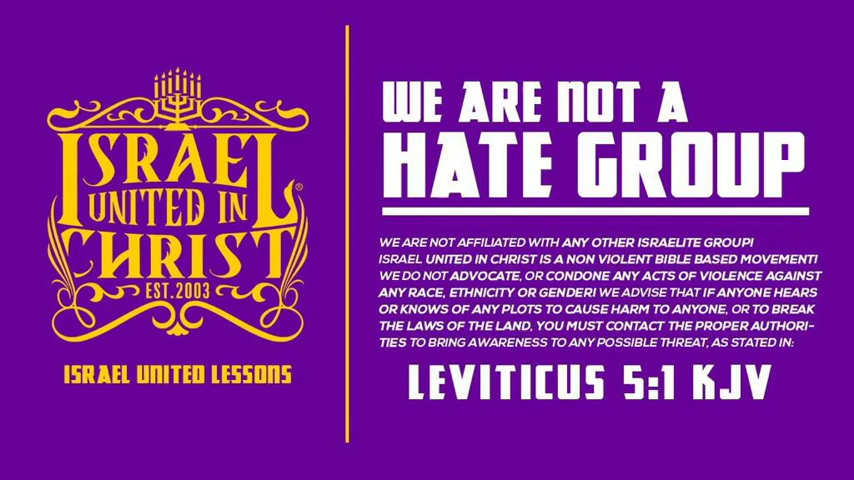 ISRAEL
UNITED IN
CHRIST
®
EST. 2003
ISRAEL UNITED LESSONS
WE ARE NOT A
HATE GROUP
WE ARE NOT AFFILIATED WITH ANY OTHER ISRAELITE GROUP!
ISRAEL UNITED IN CHRIST IS A NON VIOLENT BIBLE BASED MOVEMENT!
WE DO NOT ADVOCATE, OR CONDONE ANY ACTS OF VIOLENCE AGAINST
ANY RACE, ETHNICITY OR GENDER! WE ADVISE THAT IF ANYONE HEARS
OR KNOWS OF ANY PLOTS TO CAUSE HARM TO ANYONE, OR TO BREAK
THE LAWS OF THE LAND, YOU MUST CONTACT THE PROPER AUTHORI-
TIES TO BRING AWARENESS TO ANY POSSIBLE THREAT, AS STATED IN:
LEVITICUS 5:1 KJV